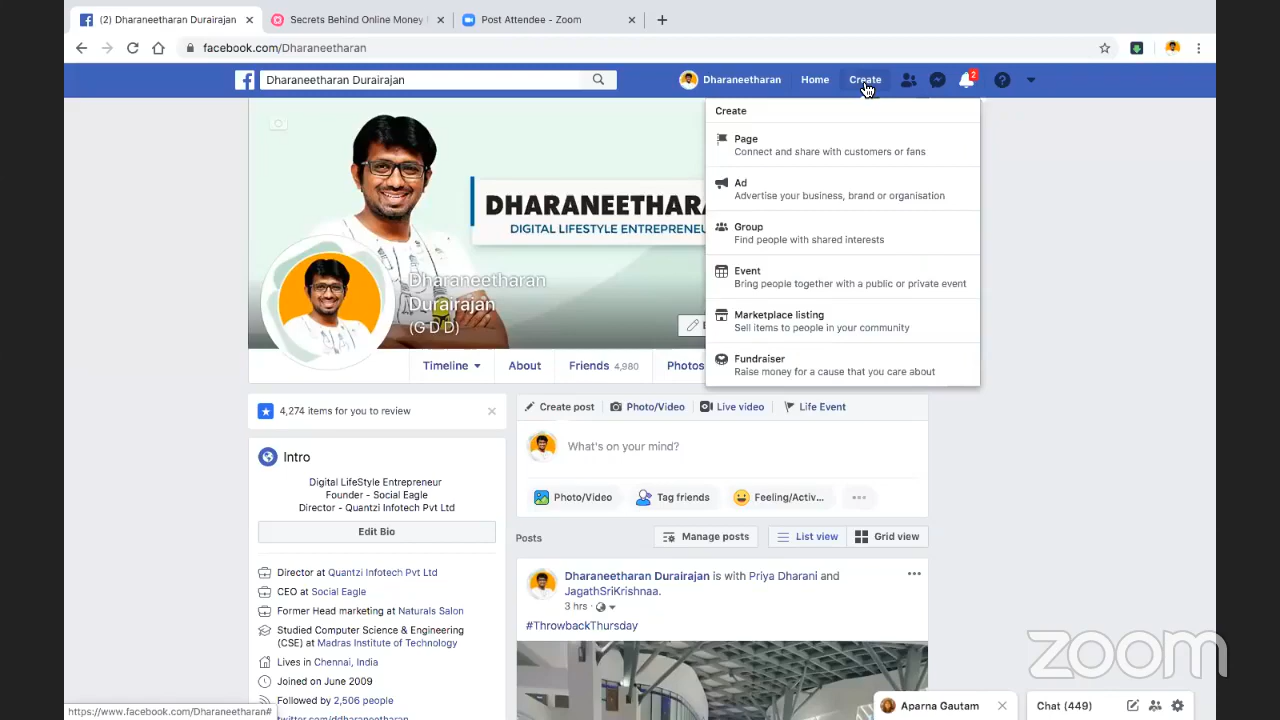 (2) Dharaneetharan Durairajan
Secrets Behind Online Money
Post Attendee - Zoom
facebook.com/Dharaneetharan
Dharaneetharan Durairajan
Dharaneetharan
Home
Create
2
Create
Page
Connect and share with customers or fans
Ad
Advertise your business, brand or organisation
Group
Find people with shared interests
Event
Bring people together with a public or private event
Marketplace listing
Sell items to people in your community
Fundraiser
Raise money for a cause that you care about
DHARANEETHARA
DIGITAL LIFESTYLE ENTREPRENEU
Dharaneetharan
Durairajan
(G D D)
Timeline
About
Friends 4,980
Photos
4,274 items for you to review
Intro
Digital LifeStyle Entrepreneur
Founder - Social Eagle
Director - Quantzi Infotech Pvt Ltd
Edit Bio
Director at Quantzi Infotech Pvt Ltd
CEO at Social Eagle
Former Head marketing at Naturals Salon
Studied Computer Science & Engineering
(CSE) at Madras Institute of Technology
Lives in Chennai, India
Joined on June 2009
Followed by 2,506 people
twitter.com/ddharaneetharan
https://www.facebook.com/Dharaneetharan#
Create post
Photo/Video
Live video
Life Event
What's on your mind?
Photo/Video
Tag friends
Feeling/Activ...
Posts
Manage posts
List view
Grid view
Dharaneetharan Durairajan is with Priya Dharani and
JagathSriKrishnaa.
3 hrs
#ThrowbackThursday
zoom
Aparna Gautam
Chat (449)